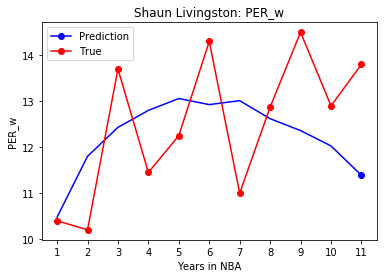 Shaun Livingston: PER_w
Prediction
True
PER_w
14
13
12
11
10
1 2 3 4 5 6 7 8 9 10 11
Years in NBA